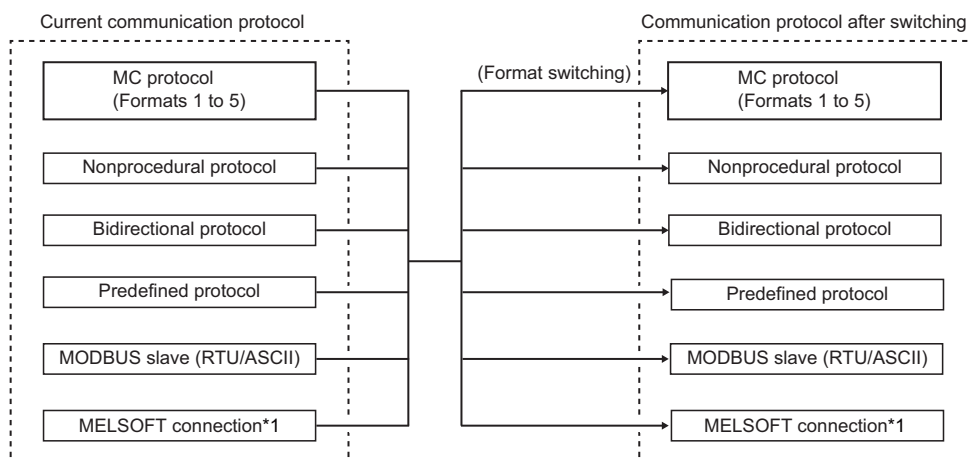 Current communication protocol
MC protocol
(Formats 1 to 5)
Nonprocedural protocol
Bidirectional protocol
Predefined protocol
MODBUS slave (RTU/ASCII)
MELSOFT connection*1
(Format switching)
Communication protocol after switching
MC protocol
(Formats 1 to 5)
Nonprocedural protocol
Bidirectional protocol
Predefined protocol
MODBUS slave (RTU/ASCII)
MELSOFT connection*1